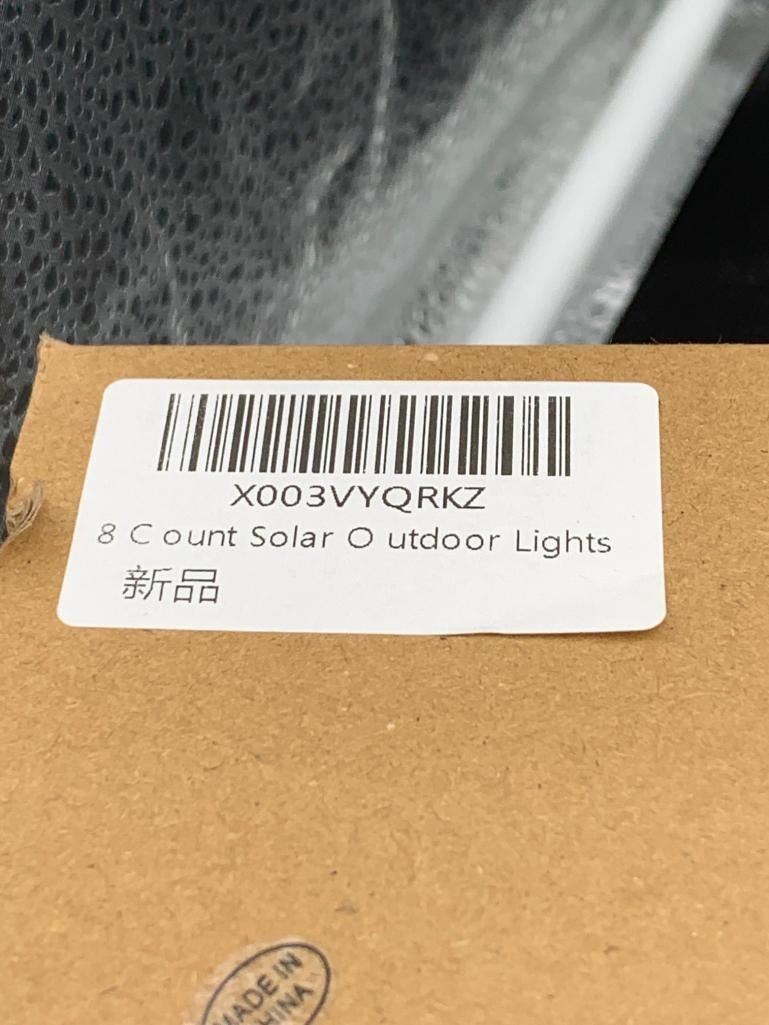 X003VYQRKZ
8 C ount Solar O utdoor Lights
新品
MADE IN
CHINA